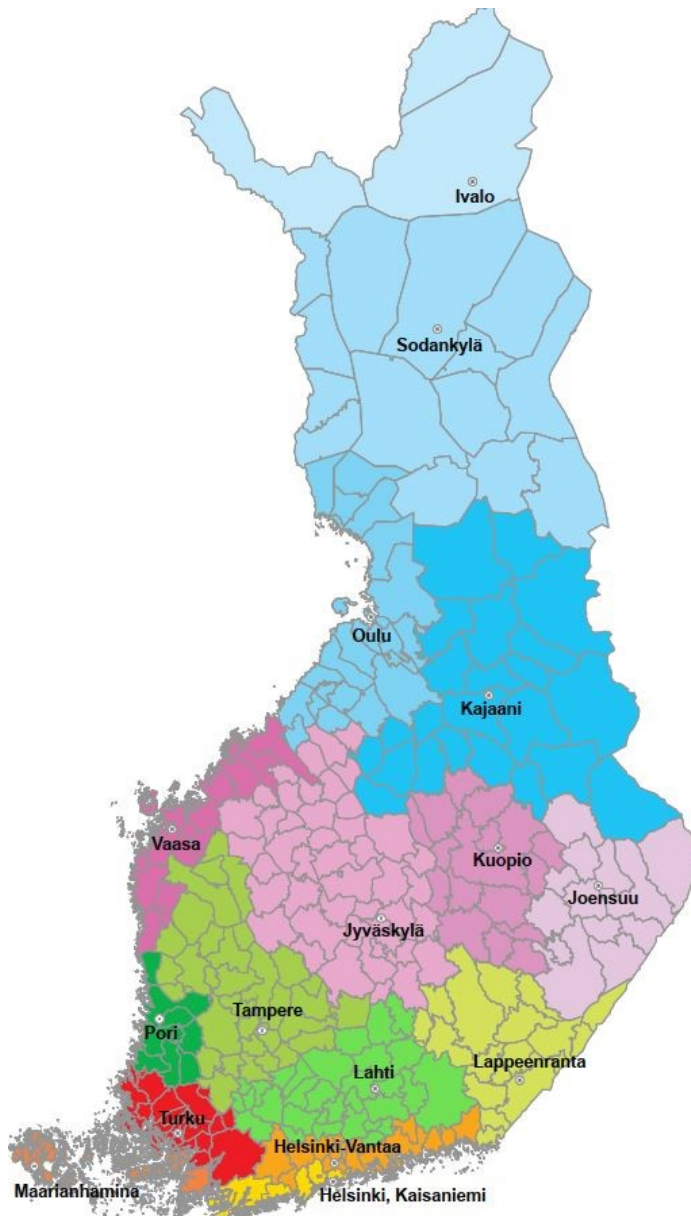 Ivalo
Sodankylä
Oulu
Kajaani
Vaasa
Kuopio
Joensuu
Jyväskylä
Tampere
Pori
Lappeenranta
Lahti
Turku
Helsinki-Vantaa
Maarianhamina
Helsinki, Kaisaniemi